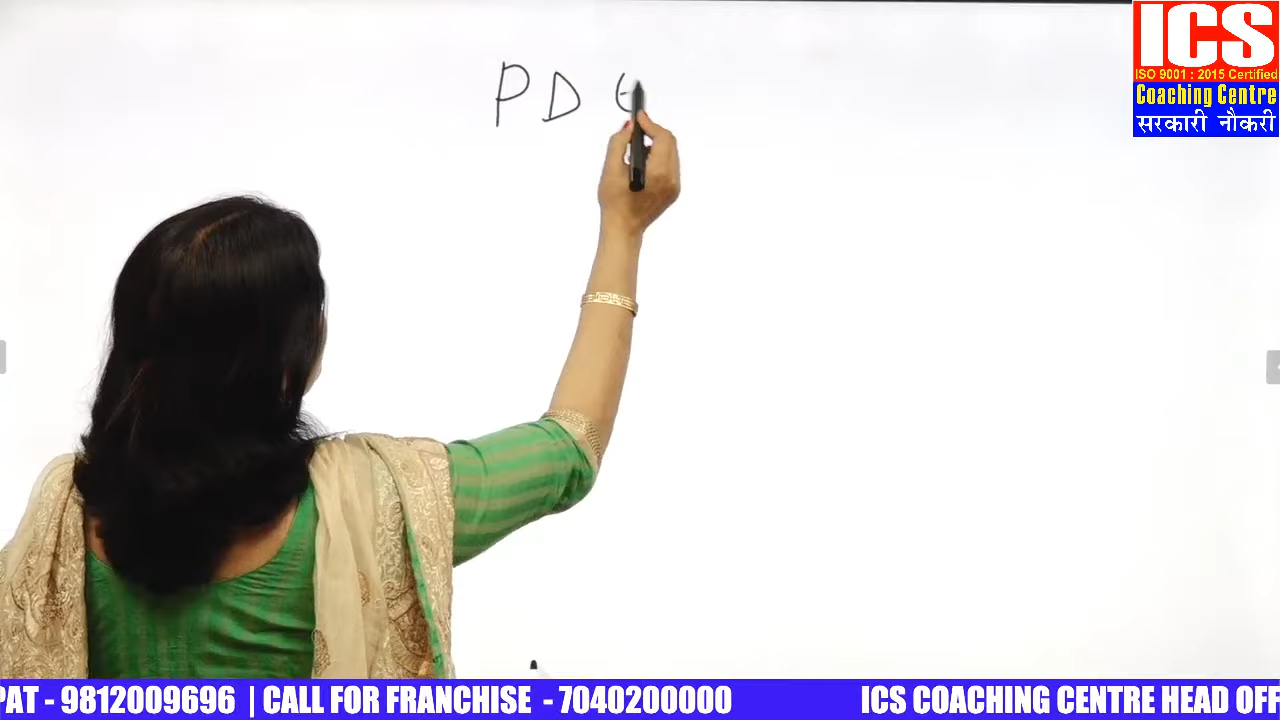 ICS
ISO 9001 : 2015 Certified
Coaching Centre
सरकारी नौकरी
P D
PAT - 9812009696 | CALL FOR FRANCHISE - 7040200000 ICS COACHING CENTRE HEAD OFF